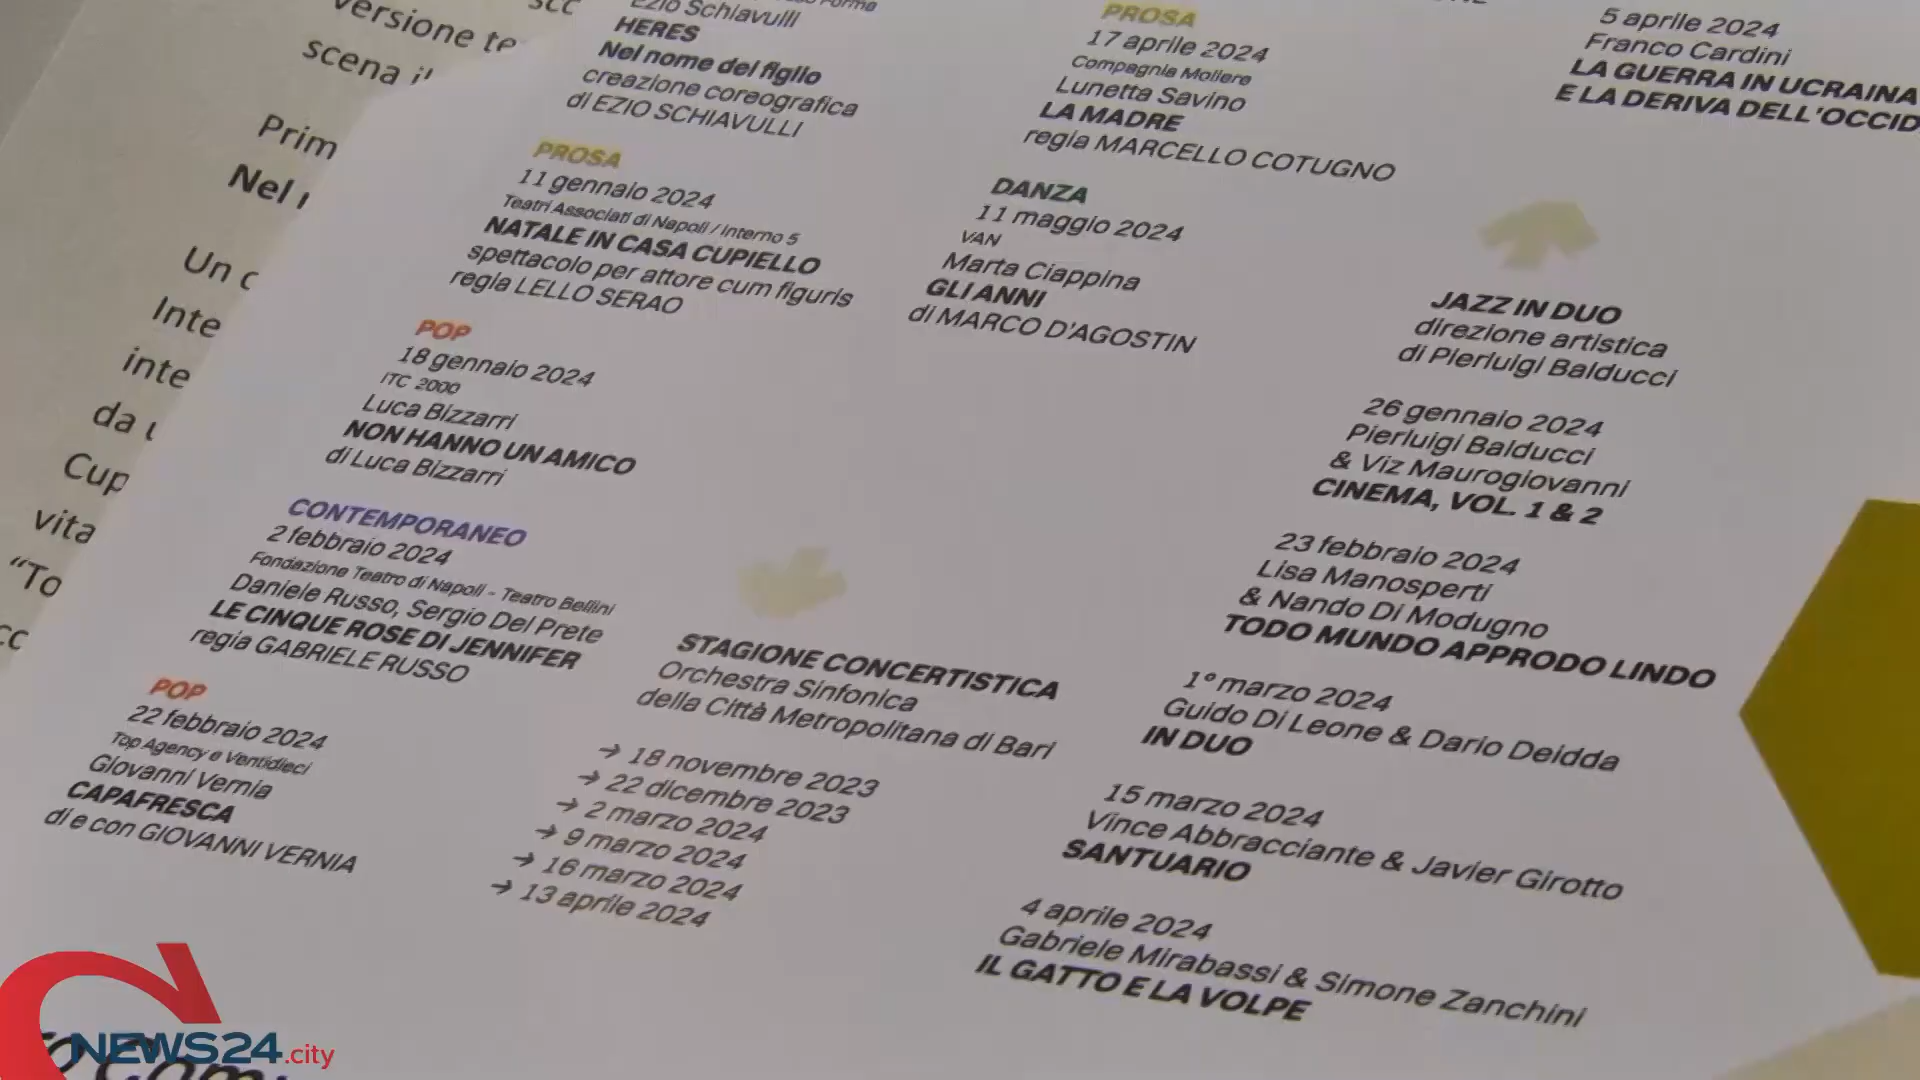 versione te
scena il
Prim
Nel
Un c
Inte
inte
da u
Cup
vita
“To
Ezio Schiavulli
HERES
Nel nome del figlio
creazione coreografica
di EZIO SCHIAVULLI
PROSA
11 gennaio 2024
Teatri Associati di Napoli / Interno 5
NATALE IN CASA CUPIELLO
spettacolo per attore cum figuris
regia LELLO SERAO
POP
18 gennaio 2024
ITC 2000
Luca Bizzarri
NON HANNO UN AMICO
di Luca Bizzarri
CONTEMPORANEO
2 febbraio 2024
Fondazione Teatro di Napoli - Teatro Bellini
Daniele Russo, Sergio Del Prete
LE CINQUE ROSE DI JENNIFER
regia GABRIELE RUSSO
POP
22 febbraio 2024
Top Agency e Ventidieci
Giovanni Vernia
CAPAFRESCA
di e con GIOVANNI VERNIA
PROSA
17 aprile 2024
Compagnia Moliere
Lunetta Savino
LA MADRE
regia MARCELLO COTUGNO
DANZA
11 maggio 2024
VAN
Marta Ciappina
GLI ANNI
di MARCO D'AGOSTIN
STAGIONE CONCERTISTICA
Orchestra Sinfonica
della Città Metropolitana di Bari
→ 18 novembre 2023
→ 22 dicembre 2023
→ 2 marzo 2024
→ 9 marzo 2024
→ 16 marzo 2024
→ 13 aprile 2024
5 aprile 2024
Franco Cardini
LA GUERRA IN UCRAINA
E LA DERIVA DELL'OCCID
JAZZ IN DUO
direzione artistica
di Pierluigi Balducci
26 gennaio 2024
Pierluigi Balducci
& Viz Maurogiovanni
CINEMA, VOL. 1 & 2
23 febbraio 2024
Lisa Manosperti
& Nando Di Modugno
TODO MUNDO APPRODO LINDO
1° marzo 2024
Guido Di Leone & Dario Deidda
IN DUO
15 marzo 2024
Vince Abbracciante & Javier Girotto
SANTUARIO
4 aprile 2024
Gabriele Mirabassi & Simone Zanchini
IL GATTO E LA VOLPE
NEWS24.city